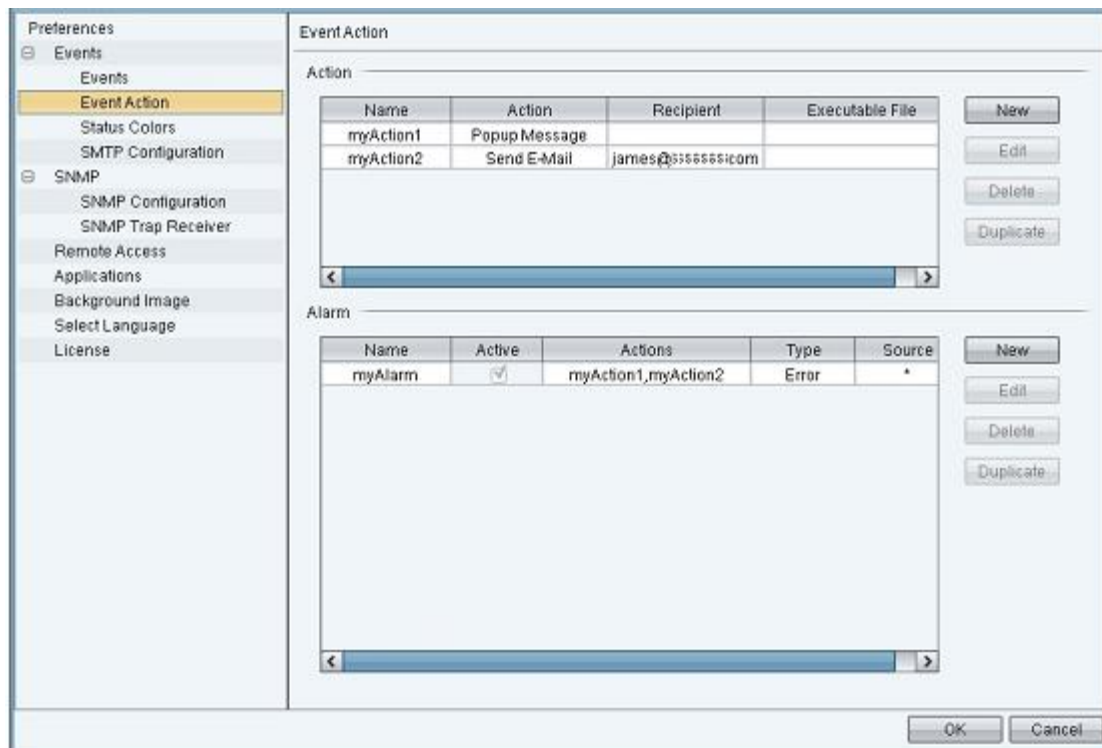 Preferences
Events
Events
Event Action
Status Colors
SMTP Configuration
SNMP
SNMP Configuration
SNMP Trap Receiver
Remote Access
Applications
Background Image
Select Language
License
Event Action
Action
Name Action Recipient Executable File
myAction1 Popup Message
myAction2 Send E-Mail
New
Edit
Delete
Duplicate
Alarm
Name Active Actions Type Source
myAlarm myAction1,myAction2 Error *
New
Edit
Delete
Duplicate
OK Cancel